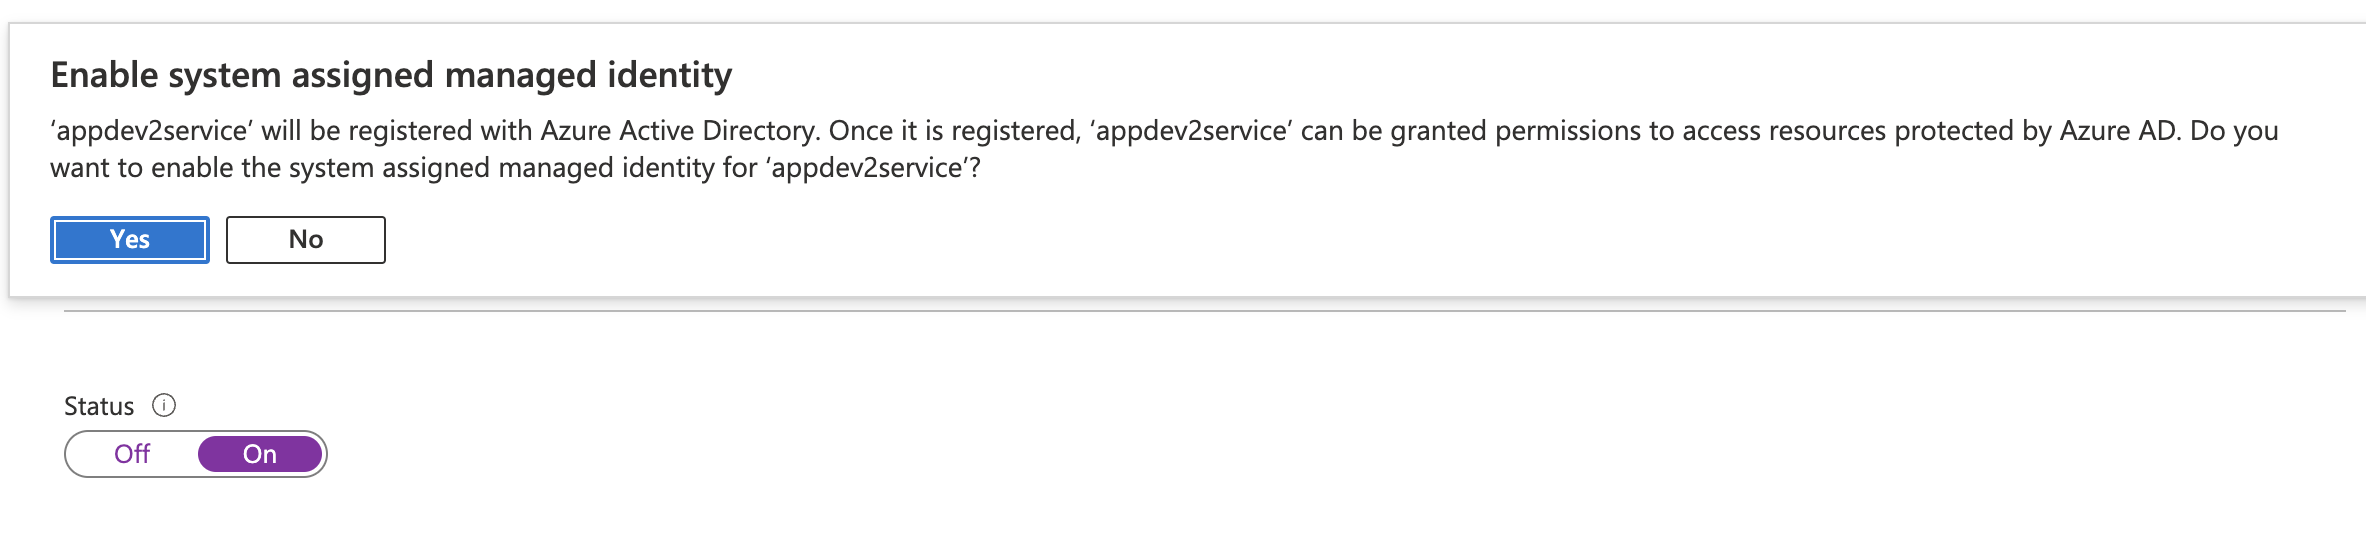 Enable system assigned managed identity
‘appdev2service’ will be registered with Azure Active Directory. Once it is registered, ‘appdev2service’ can be granted permissions to access resources protected by Azure AD. Do you
want to enable the system assigned managed identity for ‘appdev2service’?
Yes No
Status
Off On